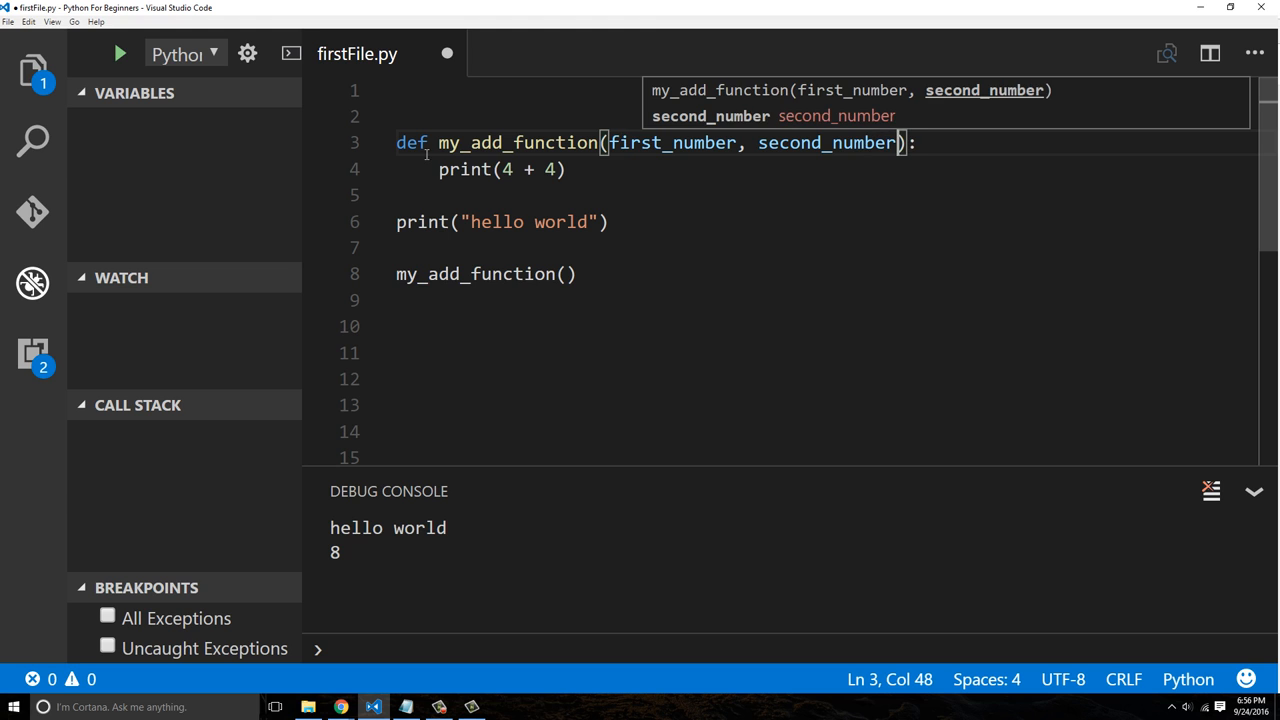 firstFile.py - Python For Beginners - Visual Studio Code
File Edit View Go Help
Python
firstFile.py
1
VARIABLES
WATCH
CALL STACK
BREAKPOINTS
All Exceptions
Uncaught Exceptions
2
my_add_function(first_number, second_number)
second_number second_number
1
2
3 def my_add_function(first_number, second_number):
4 print(4 + 4)
5
6 print("hello world")
7
8 my_add_function()
9
10
11
12
13
14
15
DEBUG CONSOLE
hello world
8
0 0 Ln 3, Col 48 Spaces: 4 UTF-8 CRLF Python
I'm Cortana. Ask me anything.
6:56 PM
9/24/2016